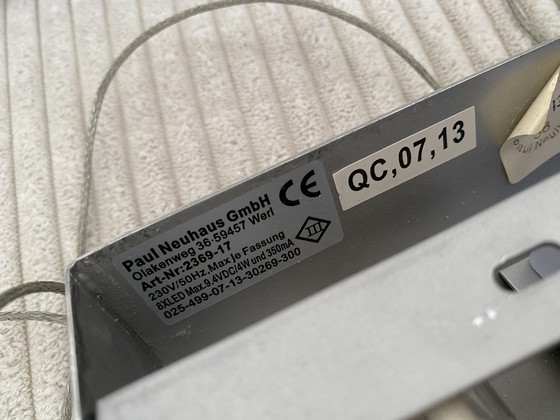 Paul Neuhaus GmbH
Olakenweg 36-59457 Werl
Art-Nr:2369-17
230V/50Hz, Max Je Fassung
8XLED Max.9.4VDC/4W und 350mA
025-499-07-13-30269-300
CE
III
QC,07,13